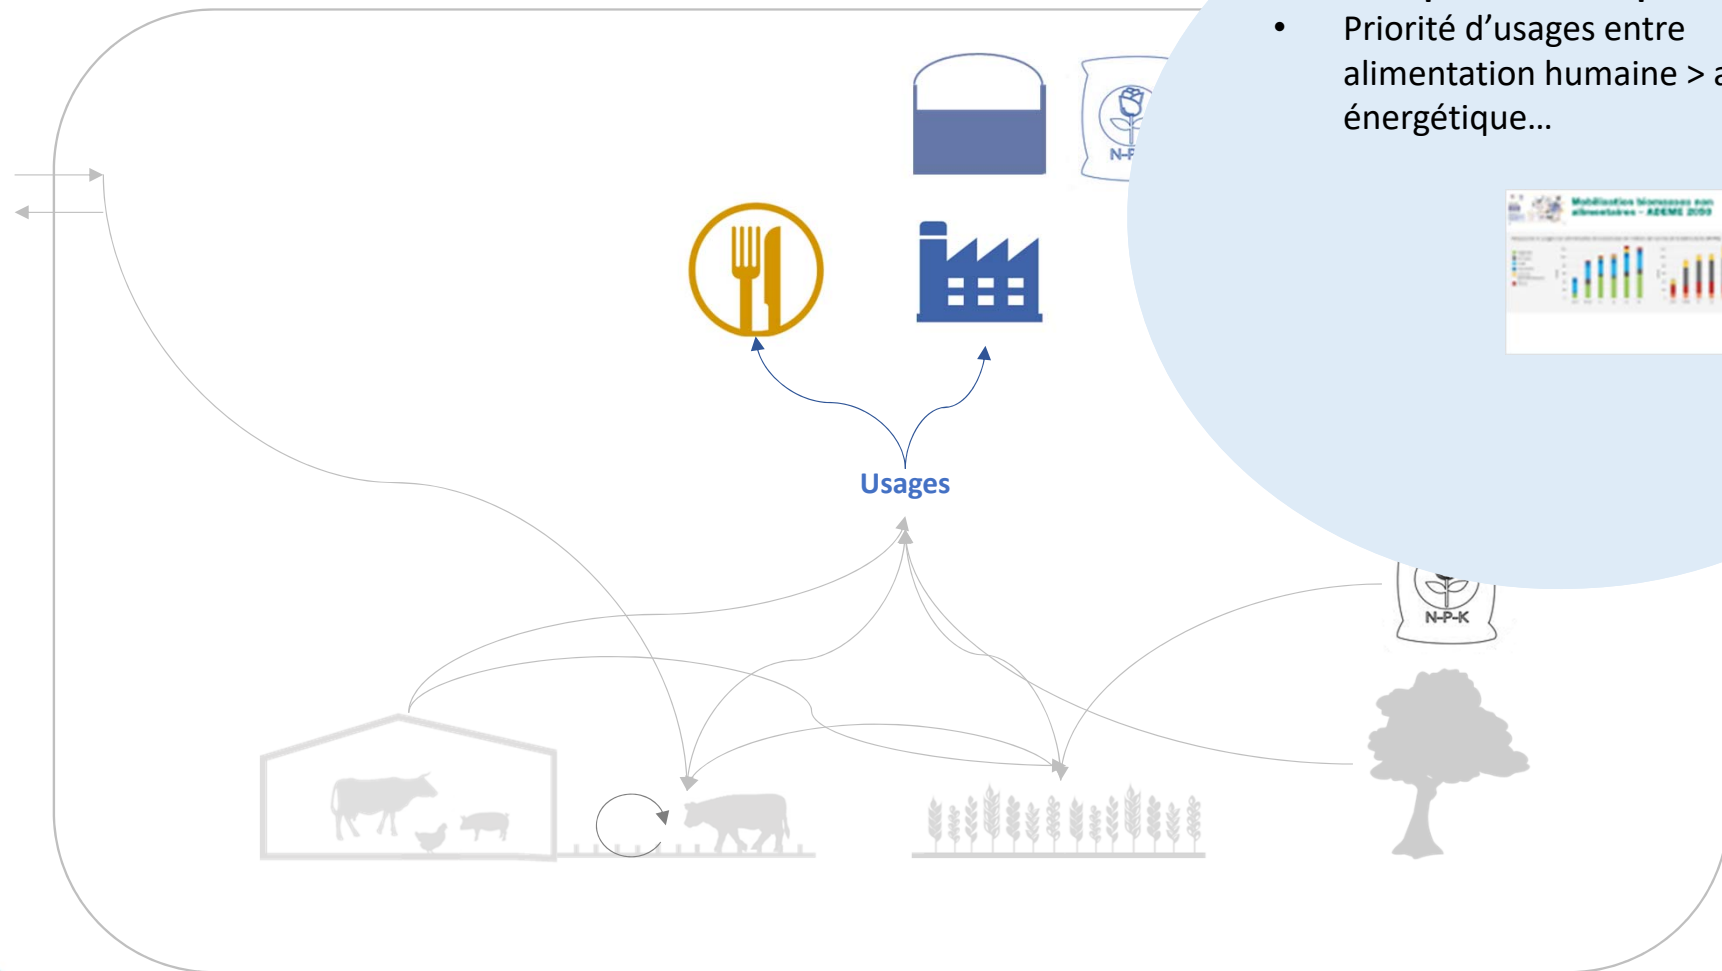 • Priorité d’usages entre
alimentation humaine > a
énergétique…
N-P
Mobilisation biomasses non
alimentaires – ADEME 2050
Usages
N-P-K